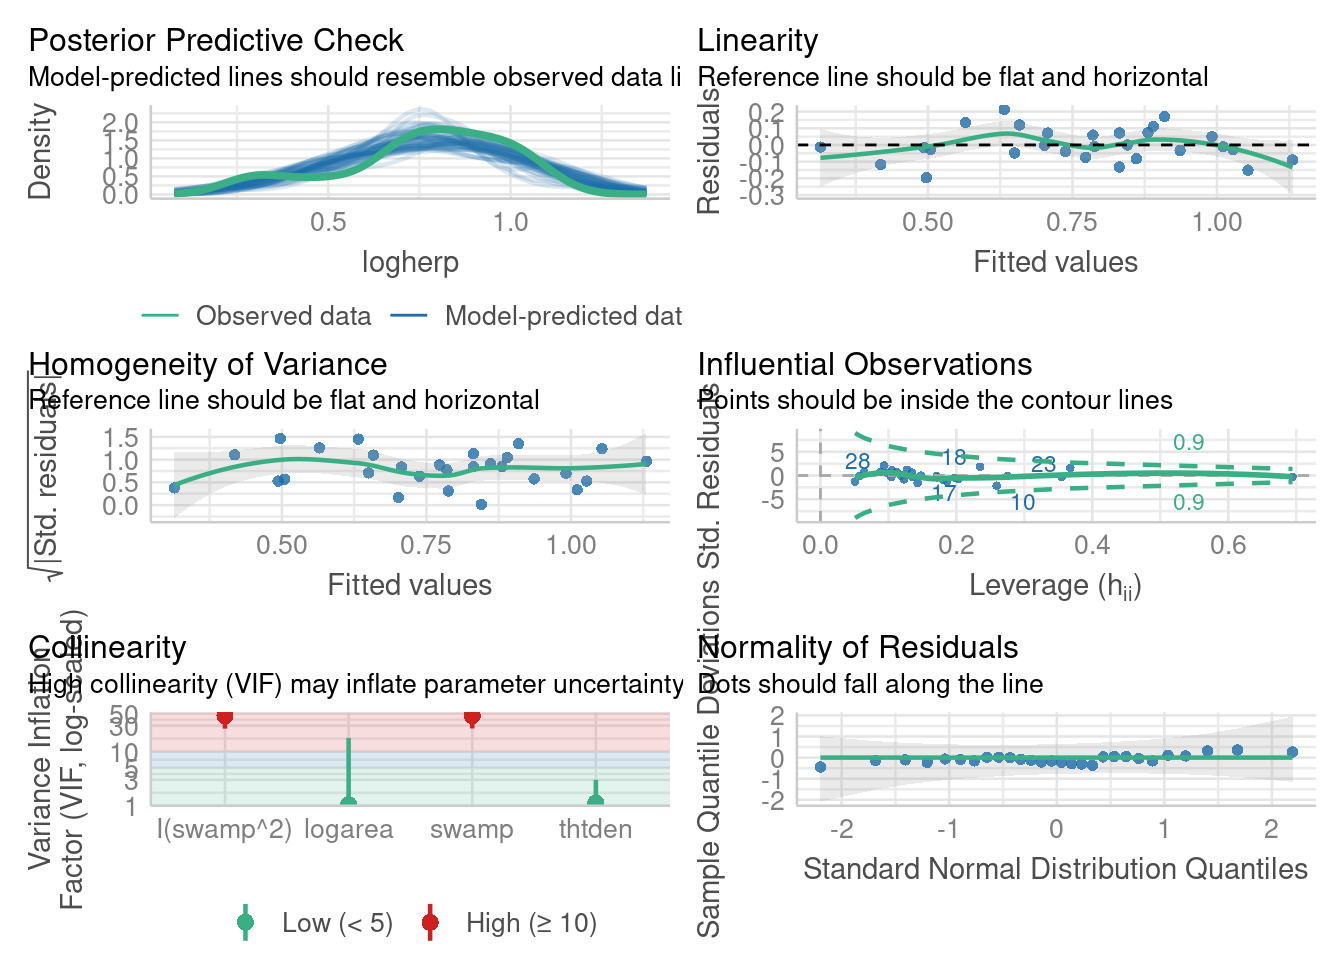 Posterior Predictive Check
Model-predicted lines should resemble observed data li
Density
2.0
1.5
1.0
0.5
0.0
0.5 1.0
logherp
Observed data Model-predicted dat
Linearity
Reference line should be flat and horizontal
Residuals
0.2
0.1
0.0
-0.1
-0.2
-0.3
0.50 0.75 1.00
Fitted values
Homogeneity of Variance
Reference line should be flat and horizontal
√|Std. residuals|
1.5
1.0
0.5
0.0
0.50 0.75 1.00
Fitted values
Influential Observations
Points should be inside the contour lines
Std. Residuals
5
0
-5
0.9
28 18 23
17 10
0.9
0.0 0.2 0.4 0.6
Leverage (hii)
Collinearity
High collinearity (VIF) may inflate parameter uncertainty
Variance Inflation
Factor (VIF, log-scaled)
50
30
10
5
3
1
I(swamp^2) logarea swamp thtden
Low (< 5) High (≥ 10)
Normality of Residuals
Dots should fall along the line
Sample Quantile Deviations
2
1
0
-1
-2
-2 -1 0 1 2
Standard Normal Distribution Quantiles